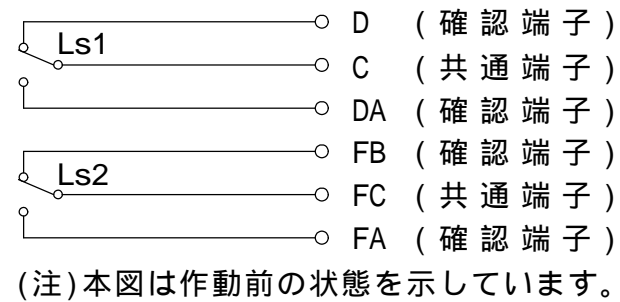 D (確認端子)
Ls1
C (共通端子)
DA (確認端子)
FB (確認端子)
Ls2
FC (共通端子)
FA (確認端子)
(注)本図は作動前の状態を示しています。